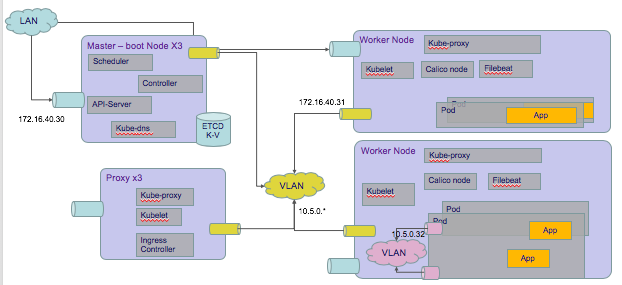 LAN
Master – boot Node X3
Scheduler
Controller
API-Server
Kube-dns
ETCD
K-V
172.16.40.30
Worker Node
Kube-proxy
Kubelet
Calico node
Filebeat
Pod
Pod
App
172.16.40.31
VLAN
10.5.0.*
Proxy x3
Kube-proxy
Kubelet
Ingress
Controller
Worker Node
Kube-proxy
Kubelet
Calico node
Filebeat
Pod
Pod
App
App
10.5.0.32
VLAN